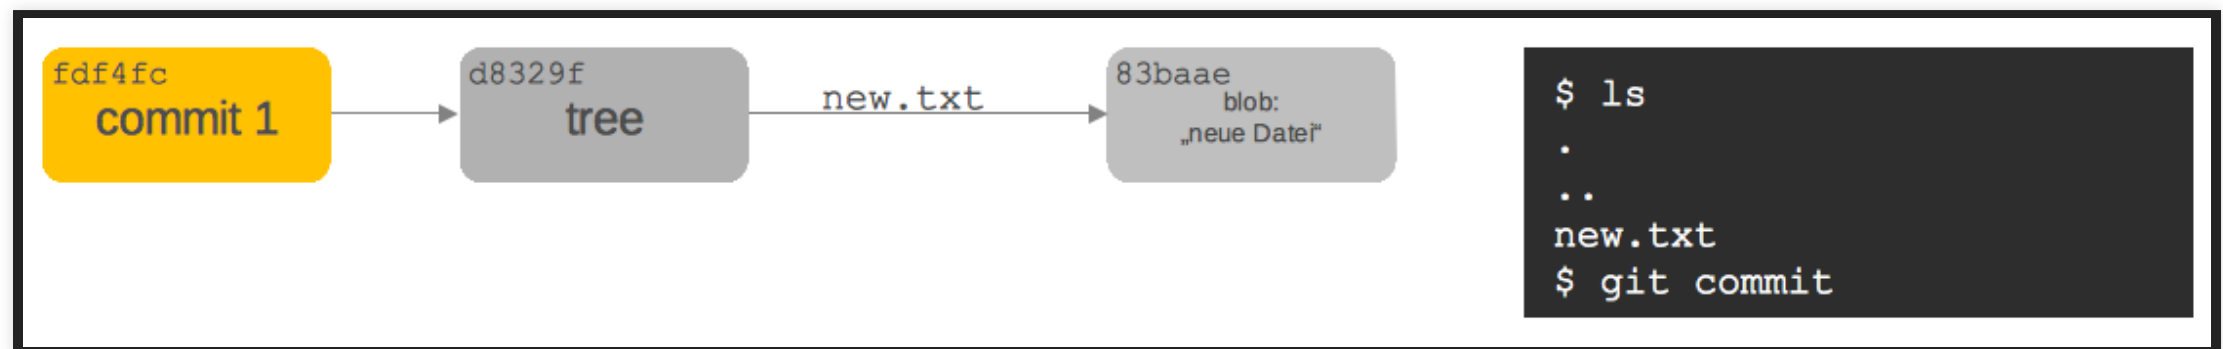 fdf4fc
commit 1
d8329f
tree
new.txt
83baae
blob:
„neue Datei“
$ ls
.
..
new.txt
$ git commit